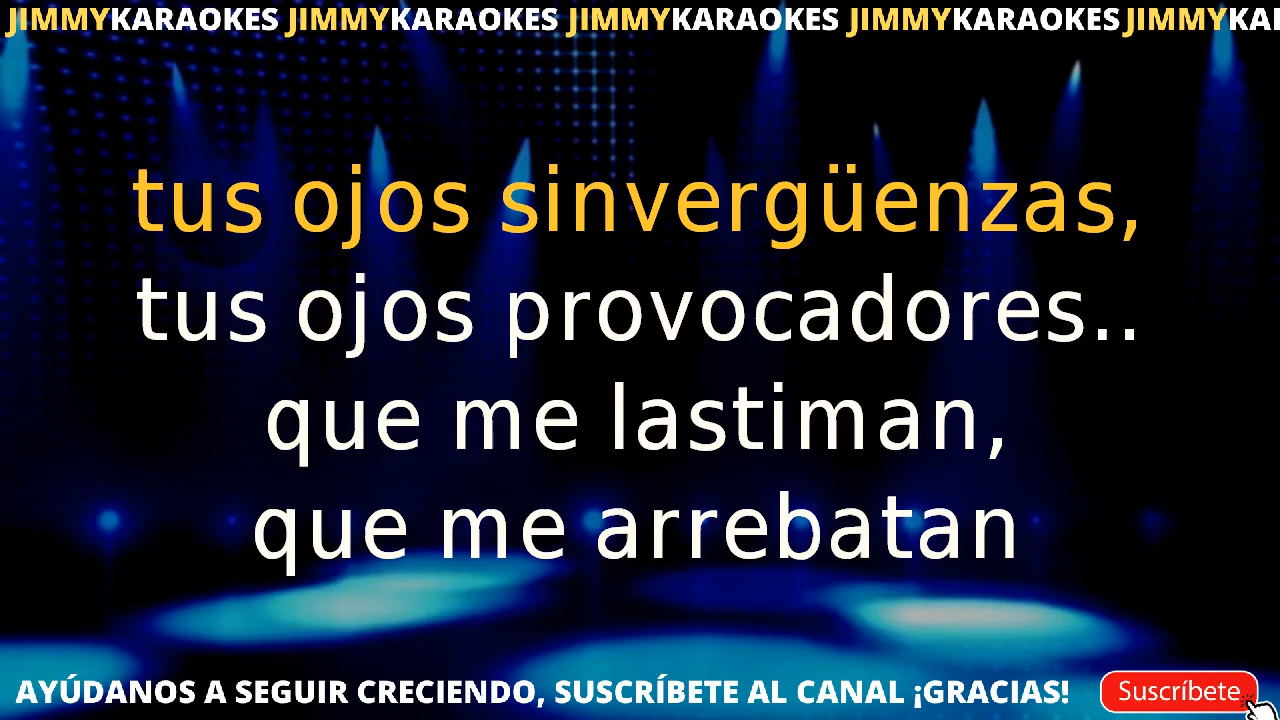 JIMMYKARAOKES JIMMYKARAOKES JIMMYKARAOKES JIMMYKARAOKES JIMMYKA
tus ojos sinvergüenzas,
tus ojos provocadores..
que me lastiman,
que me arrebatan
AYÚDANOS A SEGUIR CRECIENDO, SUSCRÍBETE AL CANAL ¡GRACIAS! Suscríbete